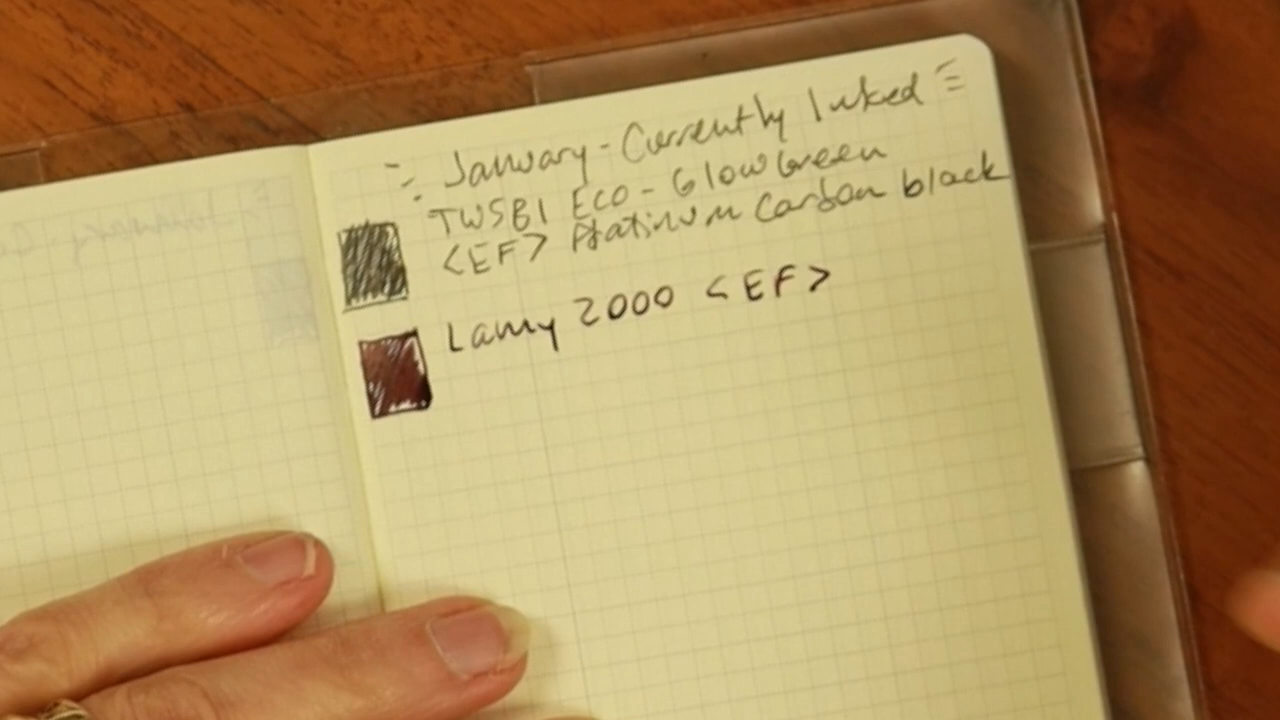 January - Currently Inked
TWSBI ECO - Glow Green
<EF> Platinum Carbon black
Lamy 2000 <EF>